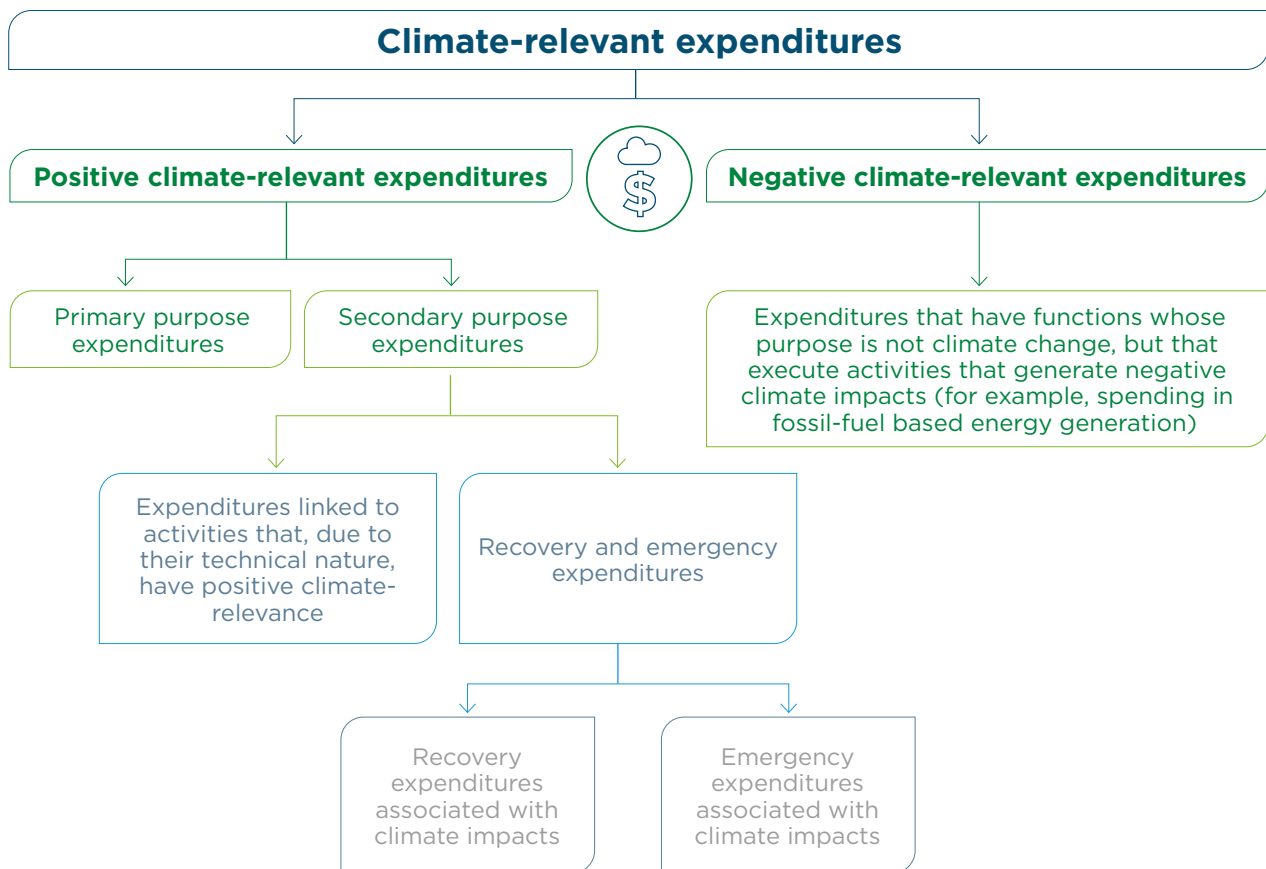 Climate-relevant expenditures
Positive climate-relevant expenditures
$
Negative climate-relevant expenditures
Primary purpose
expenditures
Secondary purpose
expenditures
Expenditures that have functions whose
purpose is not climate change, but that
execute activities that generate negative
climate impacts (for example, spending in
fossil-fuel based energy generation)
Expenditures linked to
activities that, due to
their technical nature,
have positive climate-
relevance
Recovery and emergency
expenditures
Recovery
expenditures
associated with
climate impacts
Emergency
expenditures
associated with
climate impacts